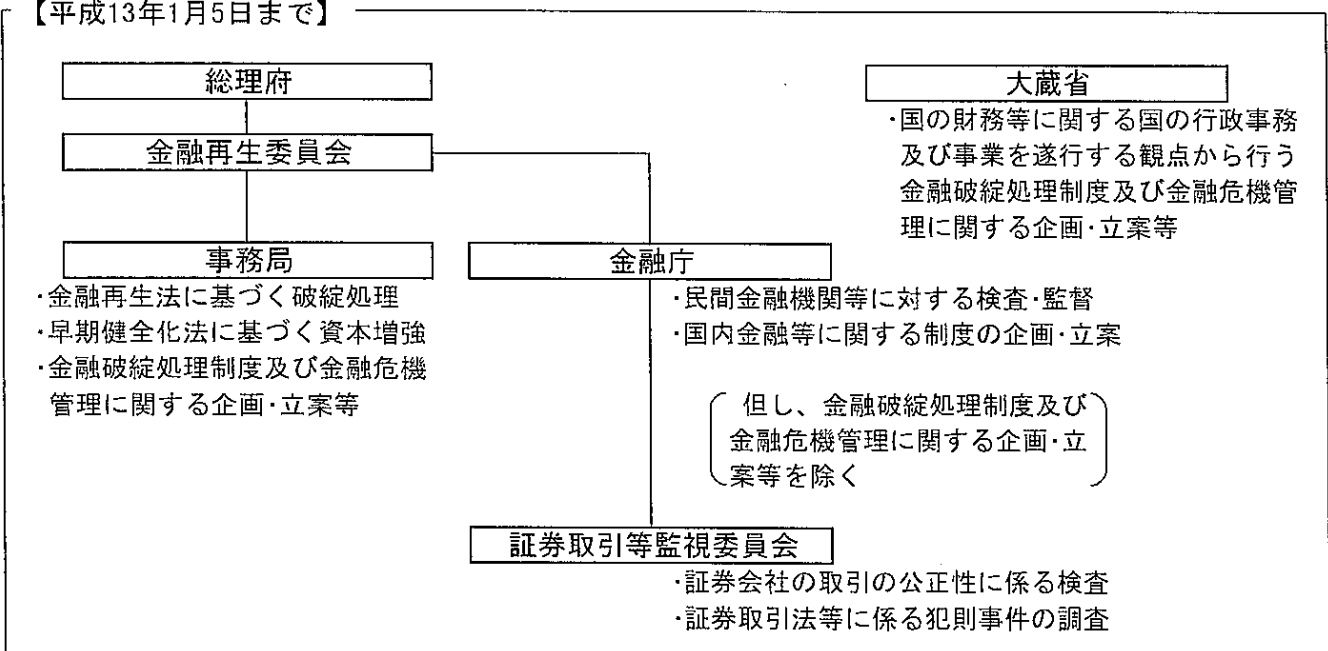 【平成13年1月5日まで】
総理府
金融再生委員会
事務局
・金融再生法に基づく破綻処理
・早期健全化法に基づく資本増強
・金融破綻処理制度及び金融危機
管理に関する企画・立案等
大蔵省
・国の財務等に関する国の行政事務
及び事業を遂行する観点から行う
金融破綻処理制度及び金融危機管
理に関する企画・立案等
金融庁
・民間金融機関等に対する検査・監督
・国内金融等に関する制度の企画・立案
但し、金融破綻処理制度及び
金融危機管理に関する企画・立
案等を除く
証券取引等監視委員会
・証券会社の取引の公正性に係る検査
・証券取引法等に係る犯則事件の調査